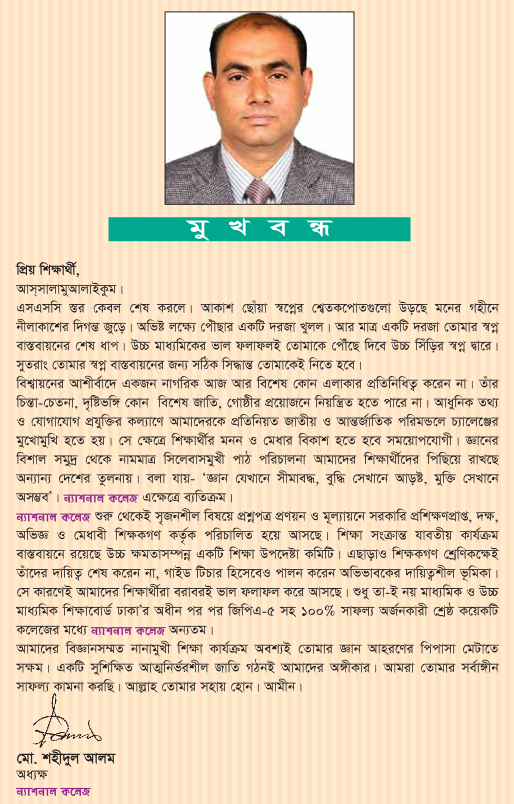 মুখবন্ধ
প্রিয় শিক্ষার্থী,
আস্সালামুআলাইকুম।
এসএসসি স্তর কেবল শেষ করলে। আকাশ ছোঁয়া স্বপ্নের শ্বেতকপোতগুলো উড়ছে মনের গহীনে
নীলাকাশের দিগন্ত জুড়ে। অভিষ্ট লক্ষ্যে পৌছার একটি দরজা খুলল। আর মাত্র একটি দরজা তোমার স্বপ্ন
বাস্তবায়নের শেষ ধাপ। উচ্চ মাধ্যমিকের ভাল ফলাফলই তোমাকে পৌঁছে দিবে উচ্চ সিঁড়ির স্বপ্ন দ্বারে।
সুতরাং তোমার স্বপ্ন বাস্তবায়নের জন্য সঠিক সিদ্ধান্ত তোমাকেই নিতে হবে।
বিশ্বায়নের আশীর্বাদে একজন নাগরিক আজ আর বিশেষ কোন এলাকার প্রতিনিধিত্ব করেন না। তাঁর
চিন্তা-চেতনা, দৃষ্টিভঙ্গি কোন বিশেষ জাতি, গোষ্ঠীর প্রয়োজনে নিয়ন্ত্রিত হতে পারে না। আধুনিক তথ্য
ও যোগাযোগ প্রযুক্তির কল্যাণে আমাদেরকে প্রতিনিয়ত জাতীয় ও আন্তর্জাতিক পরিমন্ডলে চ্যালেঞ্জের
মুখোমুখি হতে হয়। সে ক্ষেত্রে শিক্ষার্থীর মনন ও মেধার বিকাশ হতে হবে সময়োপযোগী। জ্ঞানের
বিশাল সমুদ্র থেকে নামমাত্র সিলেবাসমুখী পাঠ পরিচালনা আমাদের শিক্ষার্থীদের পিছিয়ে রাখছে
অন্যান্য দেশের তুলনায়। বলা যায়- ‘জ্ঞান যেখানে সীমাবদ্ধ, বুদ্ধি সেখানে আড়ষ্ট, মুক্তি সেখানে
অসম্ভব’। ন্যাশনাল কলেজ এক্ষেত্রে ব্যতিক্রম।
ন্যাশনাল কলেজ শুরু থেকেই সৃজনশীল বিষয়ে প্রশ্নপত্র প্রণয়ন ও মূল্যায়নে সরকারি প্রশিক্ষণপ্রাপ্ত, দক্ষ,
অভিজ্ঞ ও মেধাবী শিক্ষকগণ কর্তৃক পরিচালিত হয়ে আসছে। শিক্ষা সংক্রান্ত যাবতীয় কার্যক্রম
বাস্তবায়নে রয়েছে উচ্চ ক্ষমতাসম্পন্ন একটি শিক্ষা উপদেষ্টা কমিটি। এছাড়াও শিক্ষকগণ শ্রেণিকক্ষেই
তাঁদের দায়িত্ব শেষ করেন না, গাইড টিচার হিসেবেও পালন করেন অভিভাবকের দায়িত্বশীল ভূমিকা।
সে কারণেই আমাদের শিক্ষার্থীরা বরাবরই ভাল ফলাফল করে আসছে। শুধু তা-ই নয় মাধ্যমিক ও উচ্চ
মাধ্যমিক শিক্ষাবোর্ড ঢাকা’র অধীন পর পর জিপিএ-৫ সহ ১০০% সাফল্য অর্জনকারী শ্রেষ্ঠ কয়েকটি
কলেজের মধ্যে ন্যাশনাল কলেজ অন্যতম।
আমাদের বিজ্ঞানসম্মত নানামুখী শিক্ষা কার্যক্রম অবশ্যই তোমার জ্ঞান আহরণের পিপাসা মেটাতে
সক্ষম। একটি সুশিক্ষিত আত্মনির্ভরশীল জাতি গঠনই আমাদের অঙ্গীকার। আমরা তোমার সর্বাঙ্গীন
সাফল্য কামনা করছি। আল্লাহ তোমার সহায় হোন। আমীন।
মো. শহীদুল আলম
অধ্যক্ষ
ন্যাশনাল কলেজ